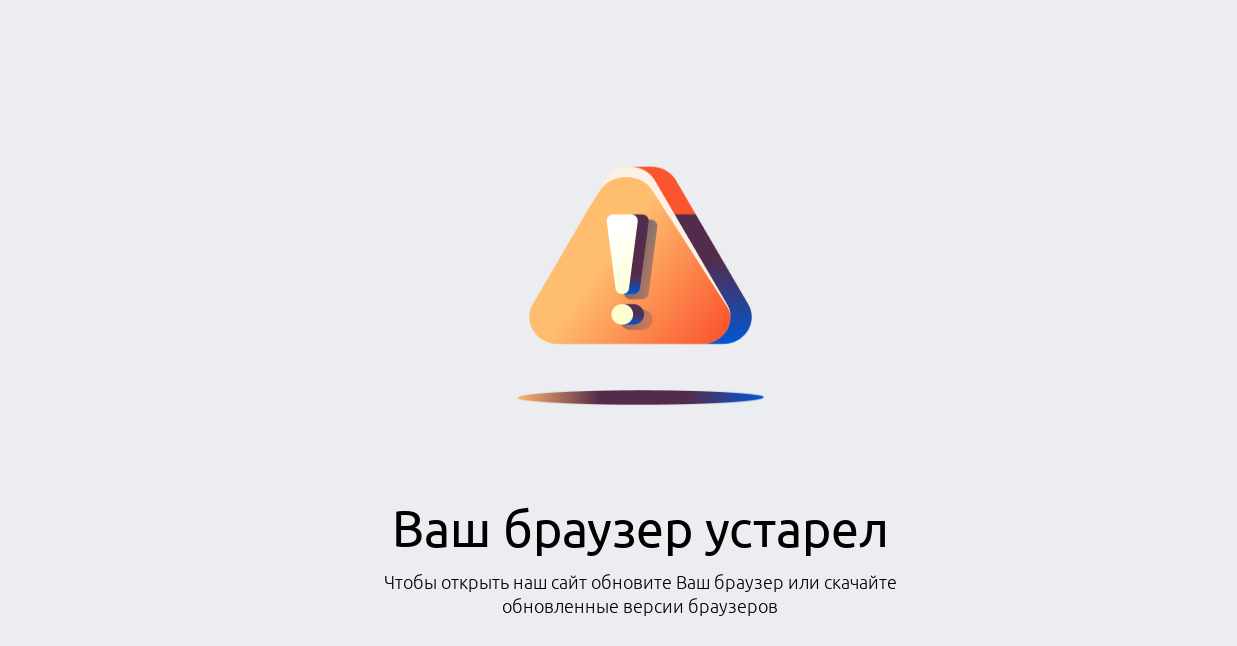 Ваш браузер устарел
Чтобы открыть наш сайт обновите Ваш браузер или скачайте
обновленные версии браузеров